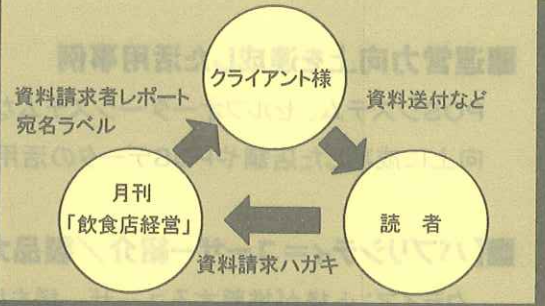 クライアント様
資料請求者レポート
宛名ラベル
資料送付など
月刊
「飲食店経営」
読　者
資料請求ハガキ